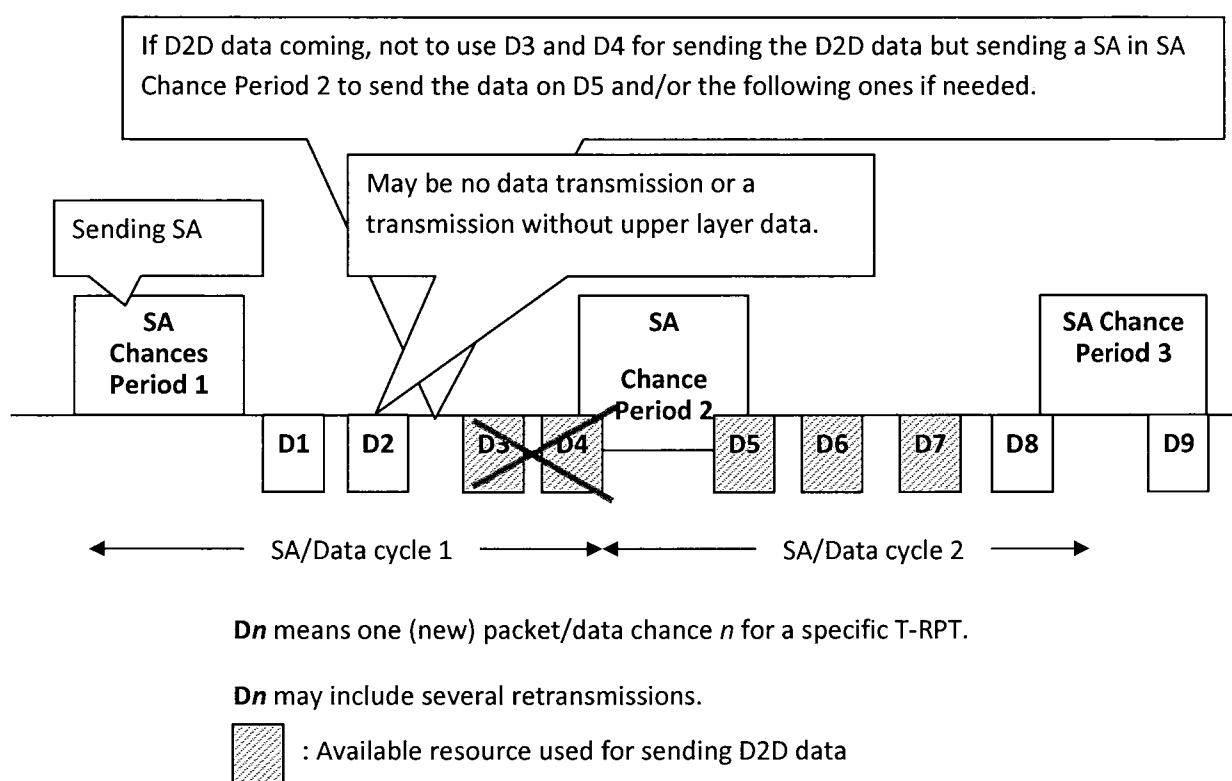 If D2D data coming, not to use D3 and D4 for sending the D2D data but sending a SA in SA
Chance Period 2 to send the data on D5 and/or the following ones if needed.
May be no data transmission or a
transmission without upper layer data.
Sending SA
SA
Chances
Period 1
SA
Chance
Period 2
SA Chance
Period 3
D1 D2 D3 D4 D5 D6 D7 D8 D9
SA/Data cycle 1 SA/Data cycle 2
Dn means one (new) packet/data chance n for a specific T-RPT.
Dn may include several retransmissions.
: Available resource used for sending D2D data